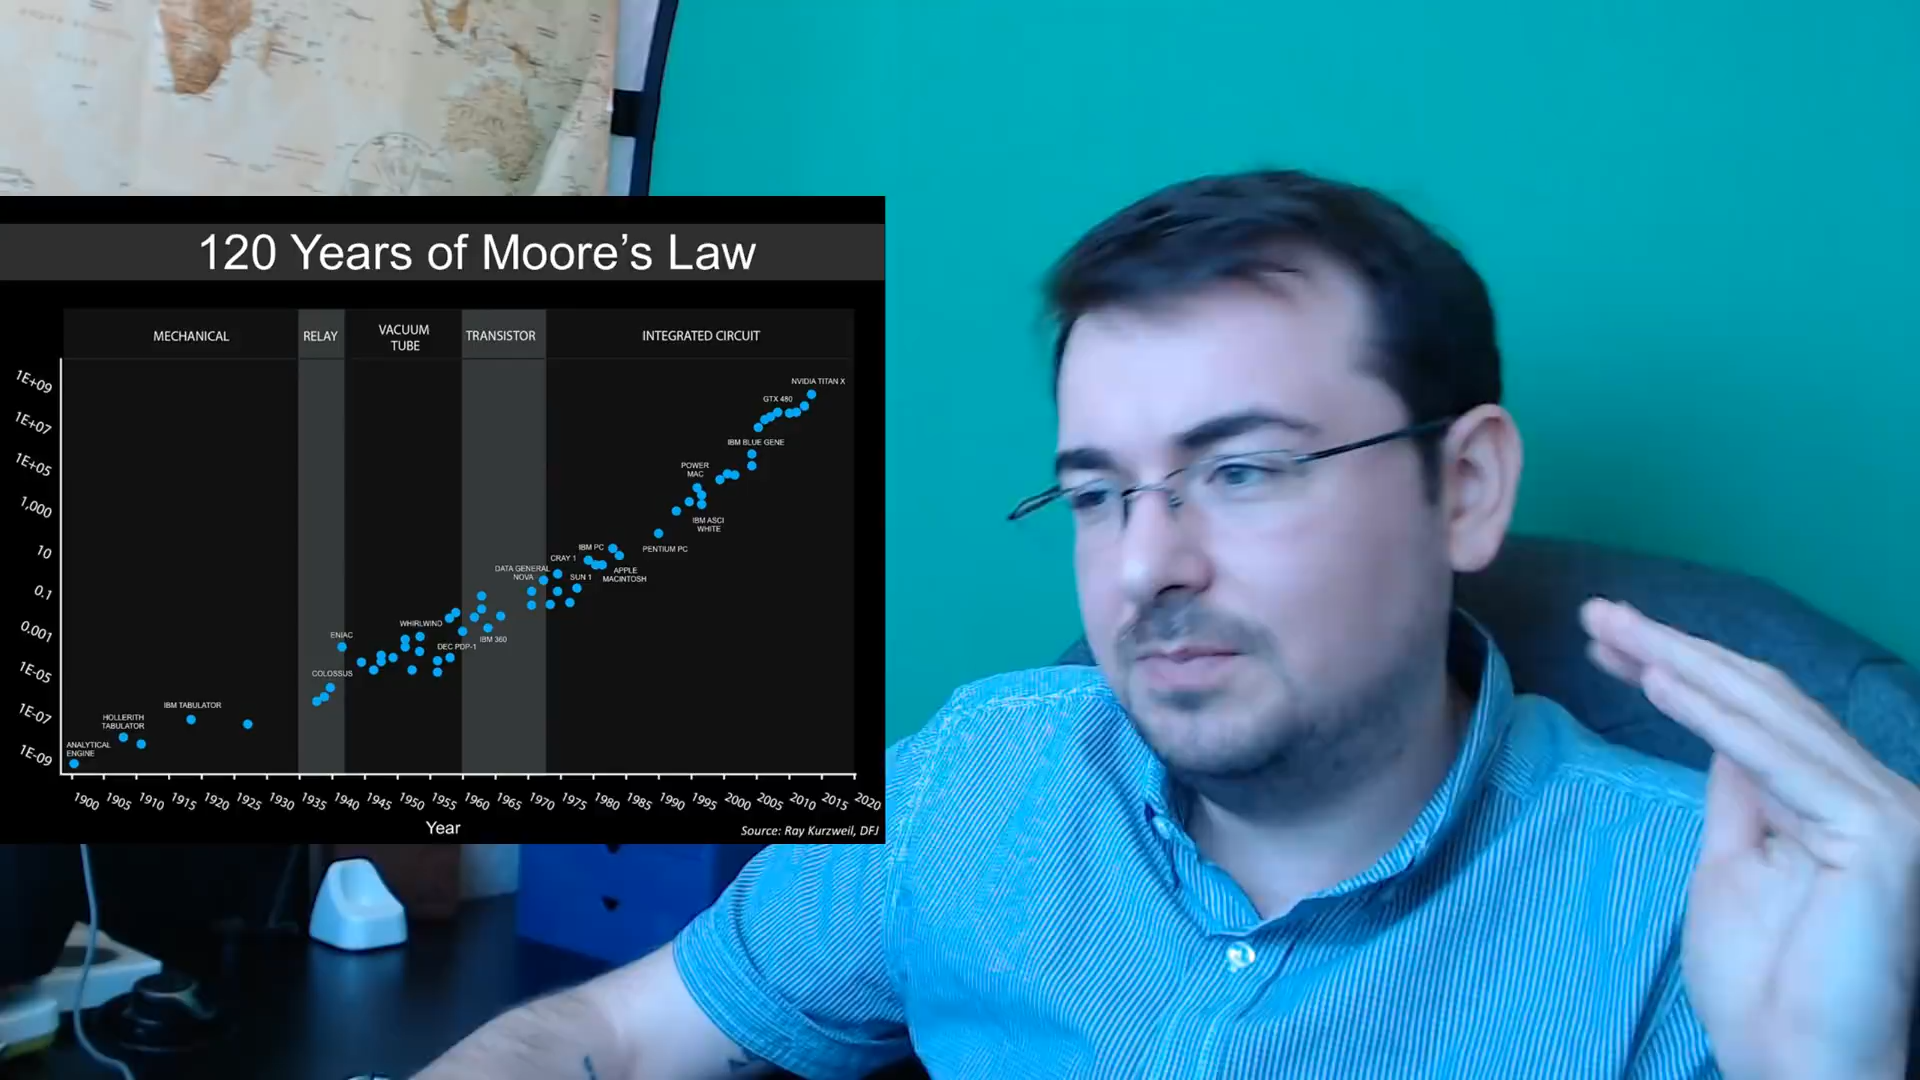 120 Years of Moore's Law
MECHANICAL
RELAY
VACUUM
TUBE
TRANSISTOR
INTEGRATED CIRCUIT
1E+09
1E+07
1E+05
1,000
10
0.1
0.001
1E-05
1E-07
1E-09
NVIDIA TITAN X
GTX 480
IBM BLUE GENE
POWER
MAC
IBM ASCI
WHITE
PENTIUM PC
IBM PC
CRAY 1
APPLE
MACINTOSH
SUN 1
DATA GENERAL
NOVA
WHIRLWIND
IBM 360
DEC PDP-1
ENIAC
COLOSSUS
IBM TABULATOR
HOLLERITH
TABULATOR
ANALYTICAL
ENGINE
1900 1905 1910 1915 1920 1925 1930 1935 1940 1945 1950 1955 1960 1965 1970 1975 1980 1985 1990 1995 2000 2005 2010 2015 2020
Year
Source: Ray Kurzweil, DFJ